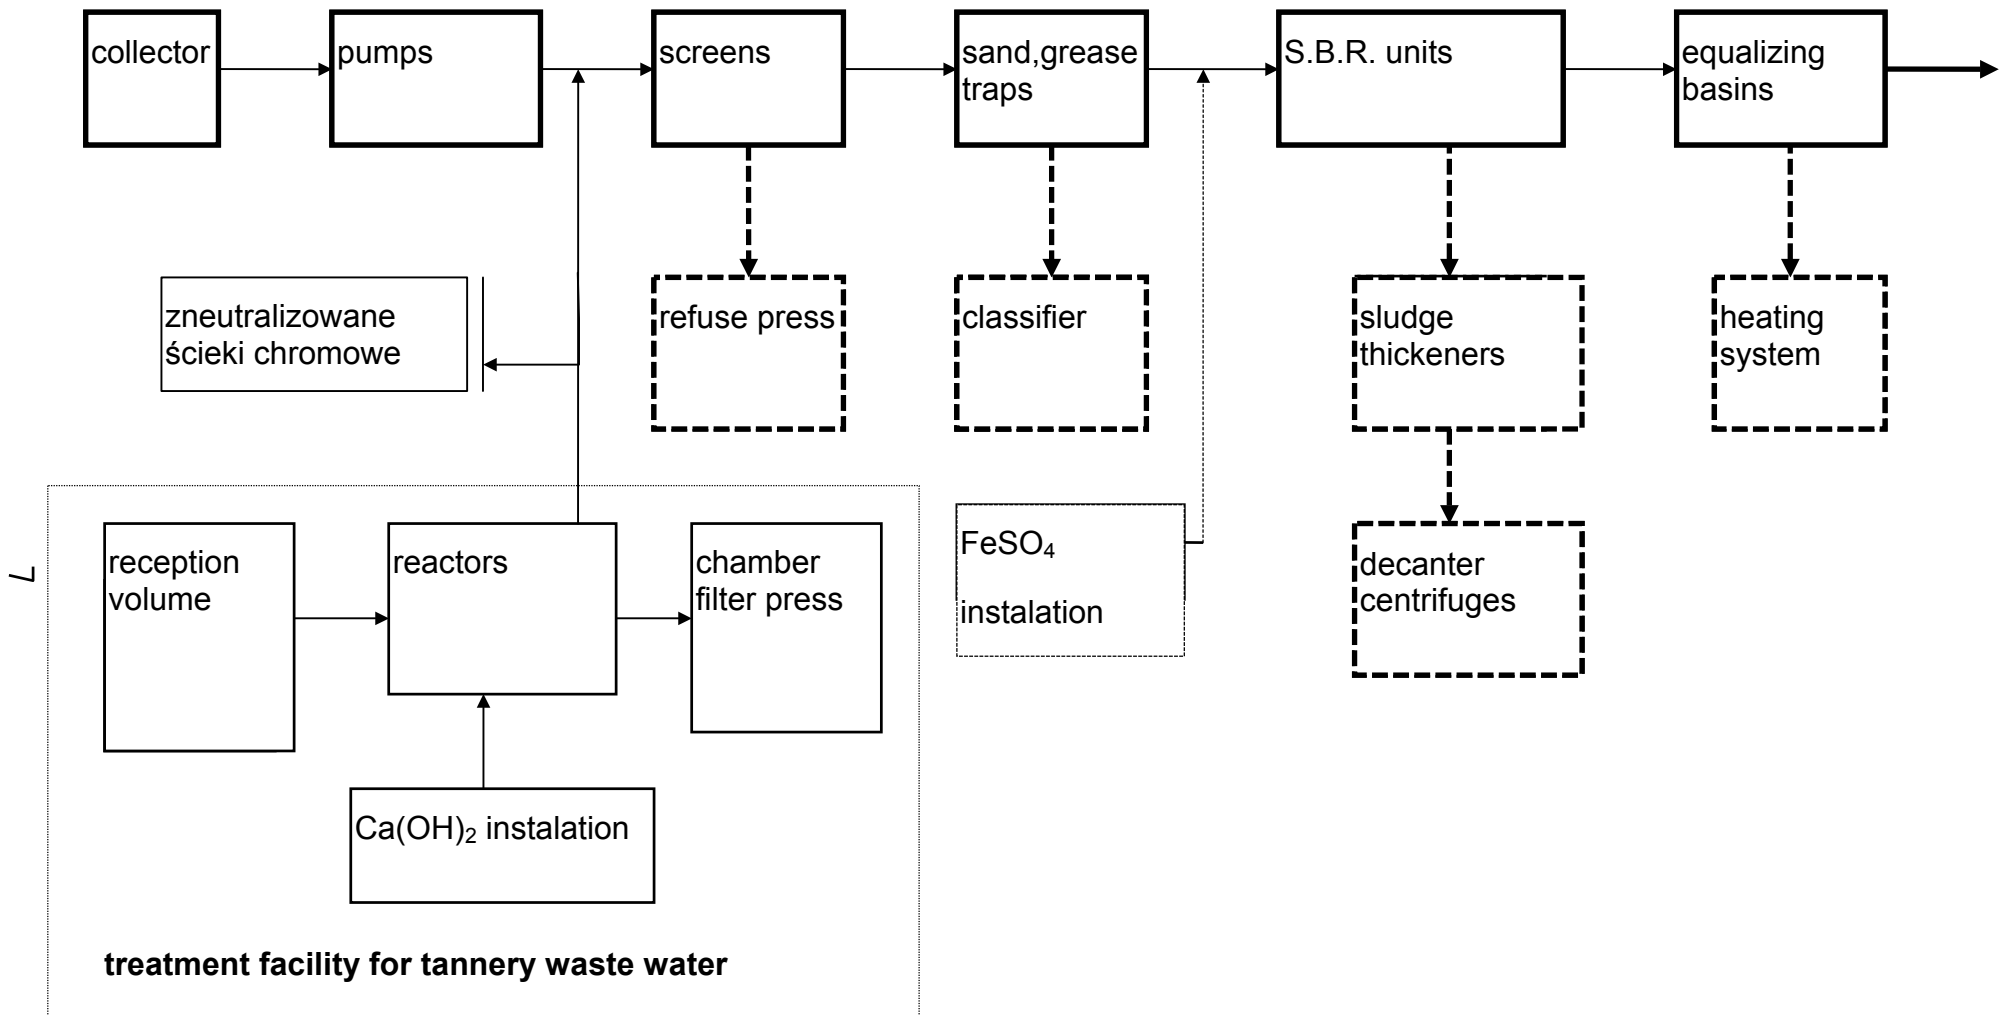 collector
pumps
screens
sand,grease
traps
S.B.R. units
equalizing
basins
zneutralizowane
ścieki chromowe
refuse press
classifier
sludge
thickeners
heating
system
reception
volume
reactors
chamber
filter press
FeSO₄
instalation
decanter
centrifuges
Ca(OH)₂ instalation
treatment facility for tannery waste water